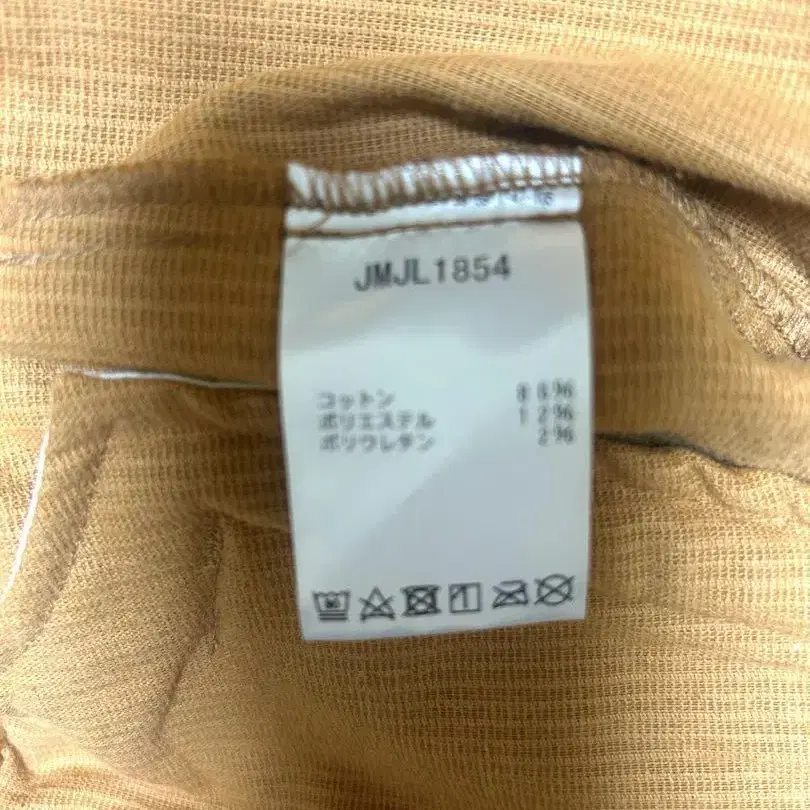 JMJL1854
コットン 86%
ポリエステル 12%
ポリウレタン 2%